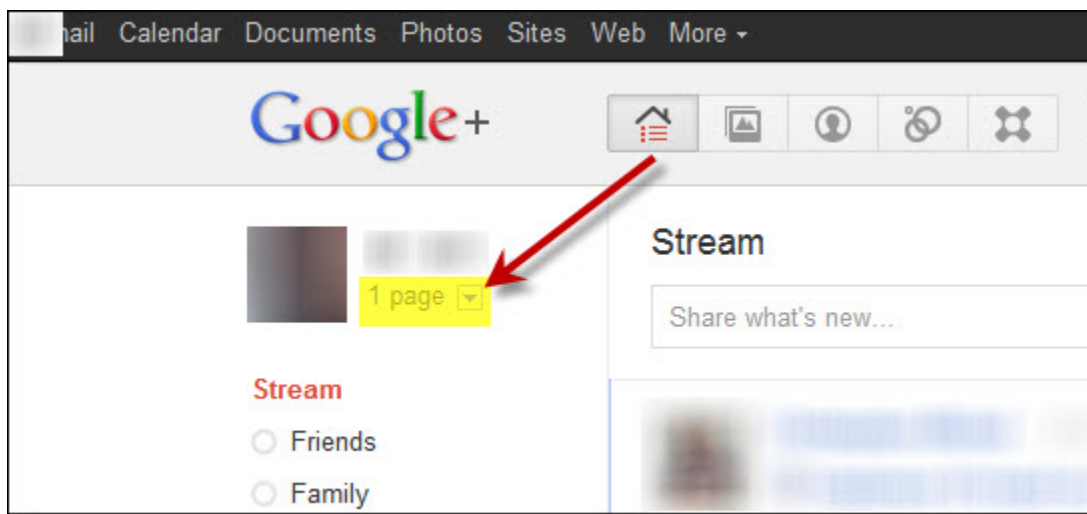 ail Calendar Documents Photos Sites Web More
Google+
1 page
Stream
Share what's new...
Stream
Friends
Family